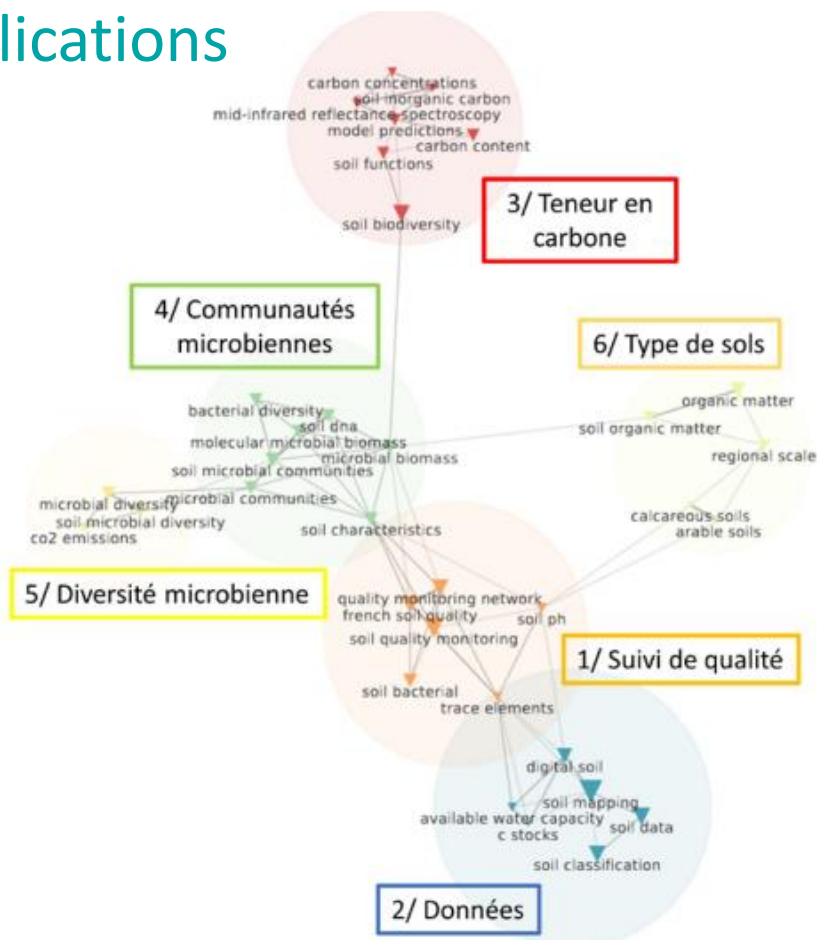 lications
carbon concentrations
soil inorganic carbon
mid-infrared reflectance spectroscopy
model predictions
carbon content
soil functions
soil biodiversity
3/ Teneur en
carbone
4/ Communautés
microbiennes
6/ Type de sols
organic matter
bacterial diversity
soil dna
soil organic matter
molecular microbial biomass
microbial biomass
regional scale
soil microbial communities
microbial communities
microbial diversity
soil microbial diversity
co2 emissions
soil characteristics
calcareous soils
arable soils
5/ Diversité microbienne
quality monitoring network
french soil quality
soil ph
soil quality monitoring
1/ Suivi de qualité
soil bacterial
trace elements
digital soil
soil mapping
available water capacity
soil data
c stocks
soil classification
2/ Données